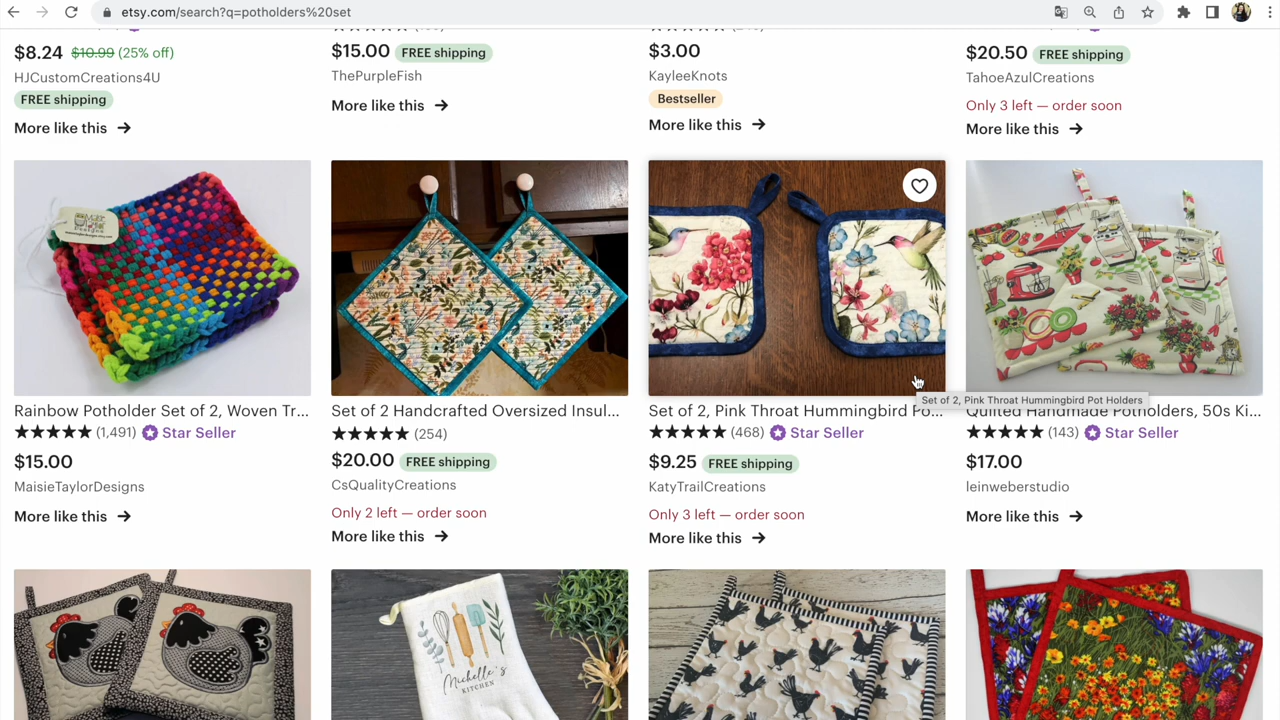 etsy.com/search?q=potholders%20set
$8.24 $10.99 (25% off)
HJCustomCreations4U
FREE shipping
More like this →
$15.00 FREE shipping
ThePurpleFish
More like this →
$3.00
KayleeKnots
Bestseller
More like this →
$20.50 FREE shipping
TahoeAzulCreations
Only 3 left — order soon
More like this →
Rainbow Potholder Set of 2, Woven Tr...
★★★★★ (1,491) Star Seller
$15.00
MaisieTaylorDesigns
More like this →
Set of 2 Handcrafted Oversized Insul...
★★★★★ (254)
$20.00 FREE shipping
CsQualityCreations
Only 2 left — order soon
More like this →
Set of 2, Pink Throat Hummingbird Po...
★★★★★ (468) Star Seller
$9.25 FREE shipping
KatyTrailCreations
Only 3 left — order soon
More like this →
Set of 2, Pink Throat Hummingbird Pot Holders
Quilted Handmade Potholders, 50s Ki...
★★★★★ (143) Star Seller
$17.00
leinweberstudio
More like this →
Michelle's
KITCHEN